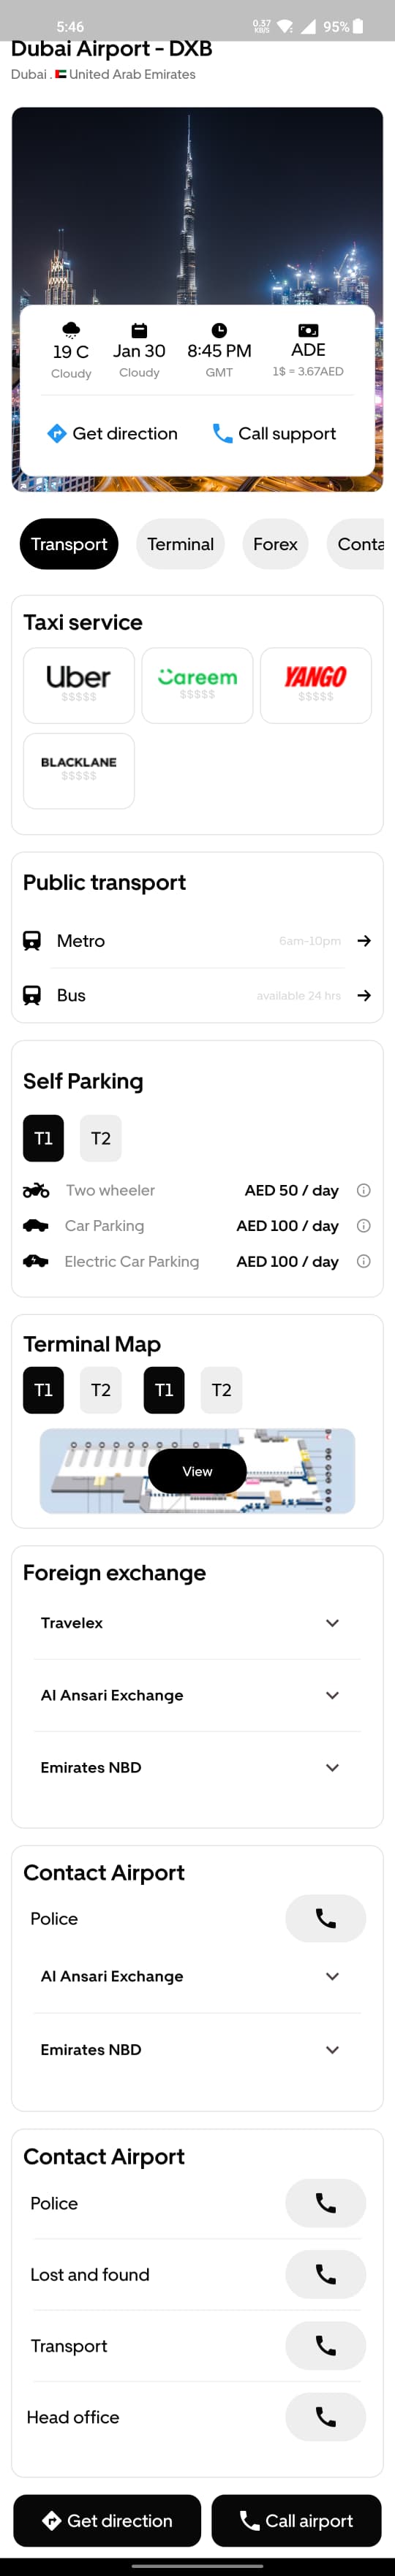 5:46
0.37
KB/S
95%
Dubai Airport - DXB
Dubai . United Arab Emirates
19 C
Jan 30
8:45 PM
ADE
Cloudy
Cloudy
GMT
1$ = 3.67AED
Get direction
Call support
Transport
Terminal
Forex
Conta
Taxi service
Uber
Careem
YANGO
$$$$$
$$$$$
$$$$$
BLACKLANE
$$$$$
Public transport
Metro
6am-10pm
Bus
available 24 hrs
Self Parking
T1
T2
Two wheeler
AED 50 / day
Car Parking
AED 100 / day
Electric Car Parking
AED 100 / day
Terminal Map
T1
T2
T1
T2
View
Foreign exchange
Travelex
Al Ansari Exchange
Emirates NBD
Contact Airport
Police
Al Ansari Exchange
Emirates NBD
Contact Airport
Police
Lost and found
Transport
Head office
Get direction
Call airport